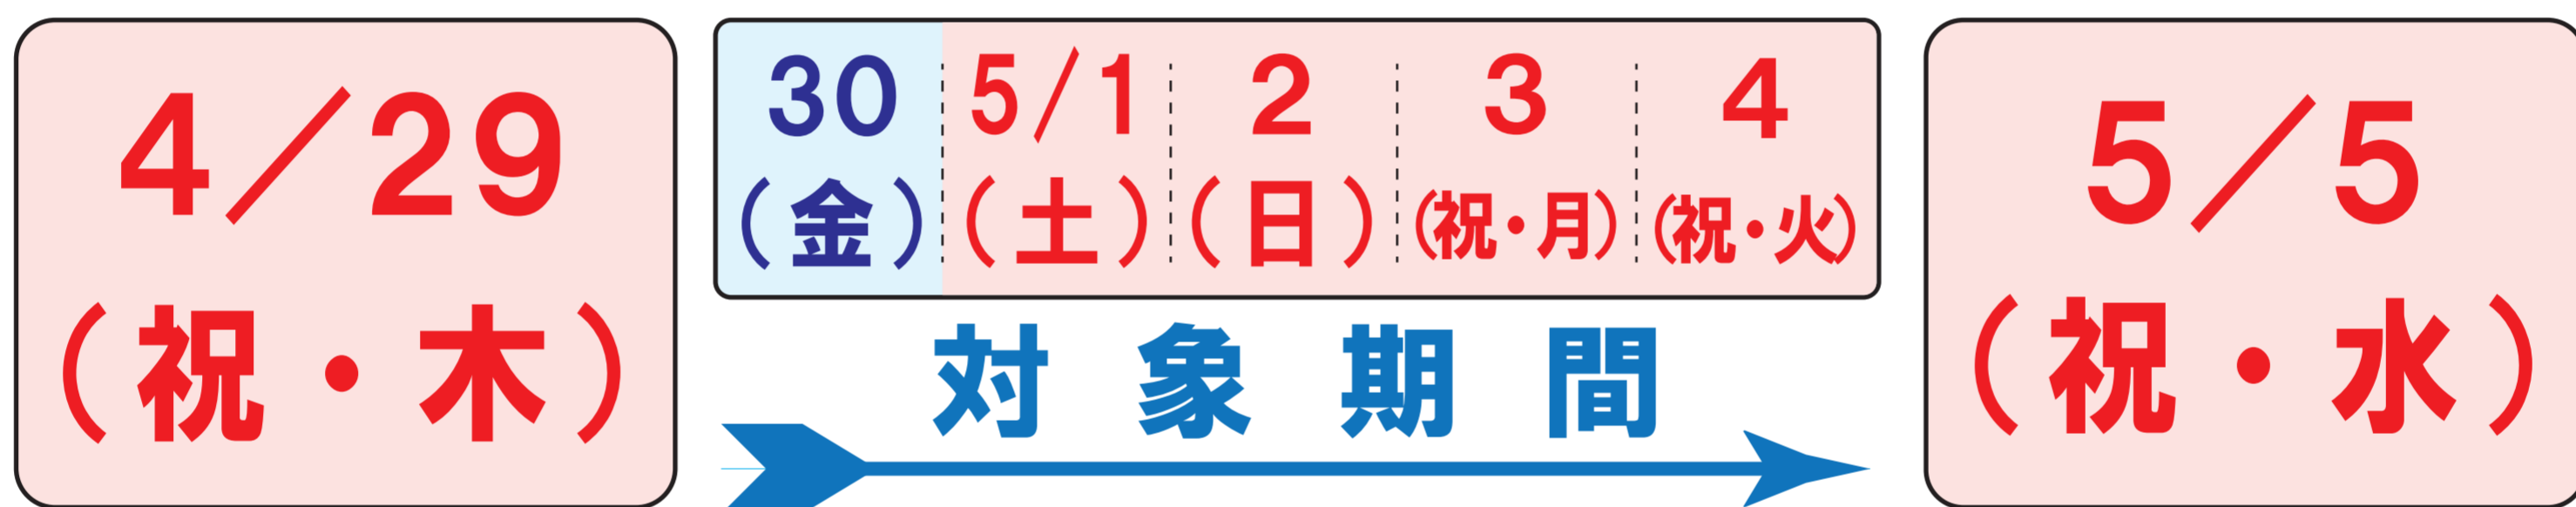 4／29
（祝・木）
30 5/1 2 3 4
（金） （土） （日） （祝・月） （祝・火）
対象期間
5／5
（祝・水）